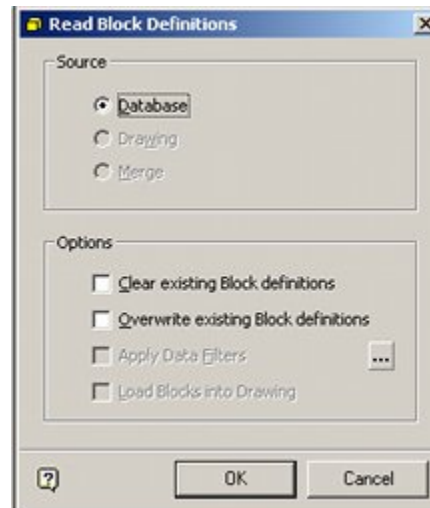 Read Block Definitions
Source
Database
Drawing
Merge
Options
Clear existing Block definitions
Overwrite existing Block definitions
Apply Data Filters
...
Load Blocks into Drawing
?
OK
Cancel